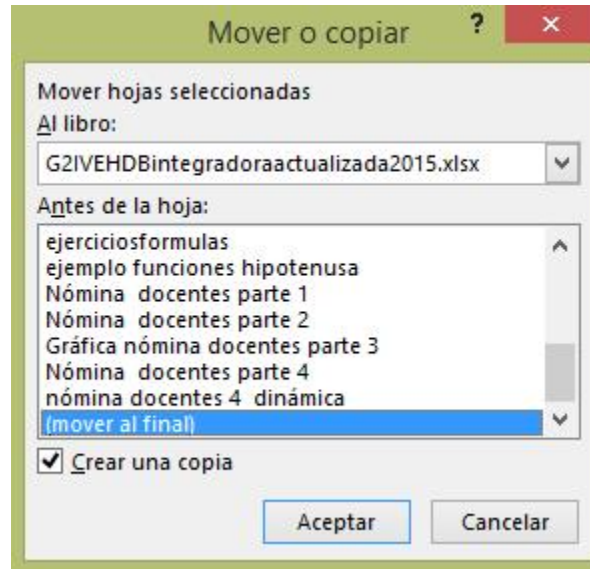 Mover o copiar ? ×
Mover hojas seleccionadas
Al libro:
G2IVEHDBintegradoraactualizada2015.xlsx
Antes de la hoja:
ejerciciosformulas
ejemplo funciones hipotenusa
Nómina  docentes parte 1
Nómina  docentes parte 2
Gráfica nómina docentes parte 3
Nómina  docentes parte 4
nómina docentes 4  dinámica
(mover al final)
Crear una copia
Aceptar Cancelar